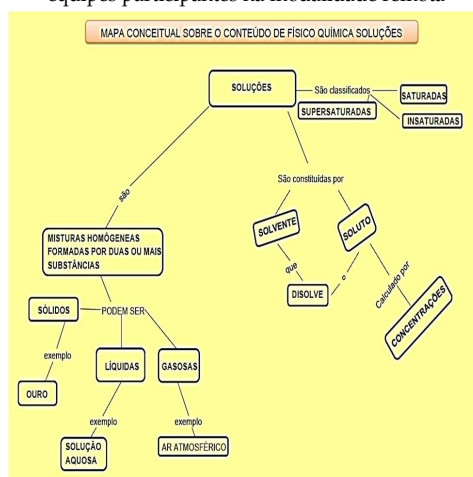 equipes participantes na modalidade remota.
MAPA CONCEITUAL SOBRE O CONTEÚDO DE FÍSICO QUÍMICA SOLUÇÕES
SOLUÇÕES
São classificados
SATURADAS
SUPERSATURADAS
INSATURADAS
são
São constituídas por
MISTURAS HOMÓGENEAS
FORMADAS POR DUAS OU MAIS
SUBSTÂNCIAS
SOLVENTE
SOLUTO
que
o
DISOLVE
Calculado por
CONCENTRAÇÕES
SÓLIDOS
PODEM SER
exemplo
LÍQUIDAS
GASOSAS
OURO
exemplo
exemplo
SOLUÇÃO
AQUOSA
AR ATMOSFÉRICO